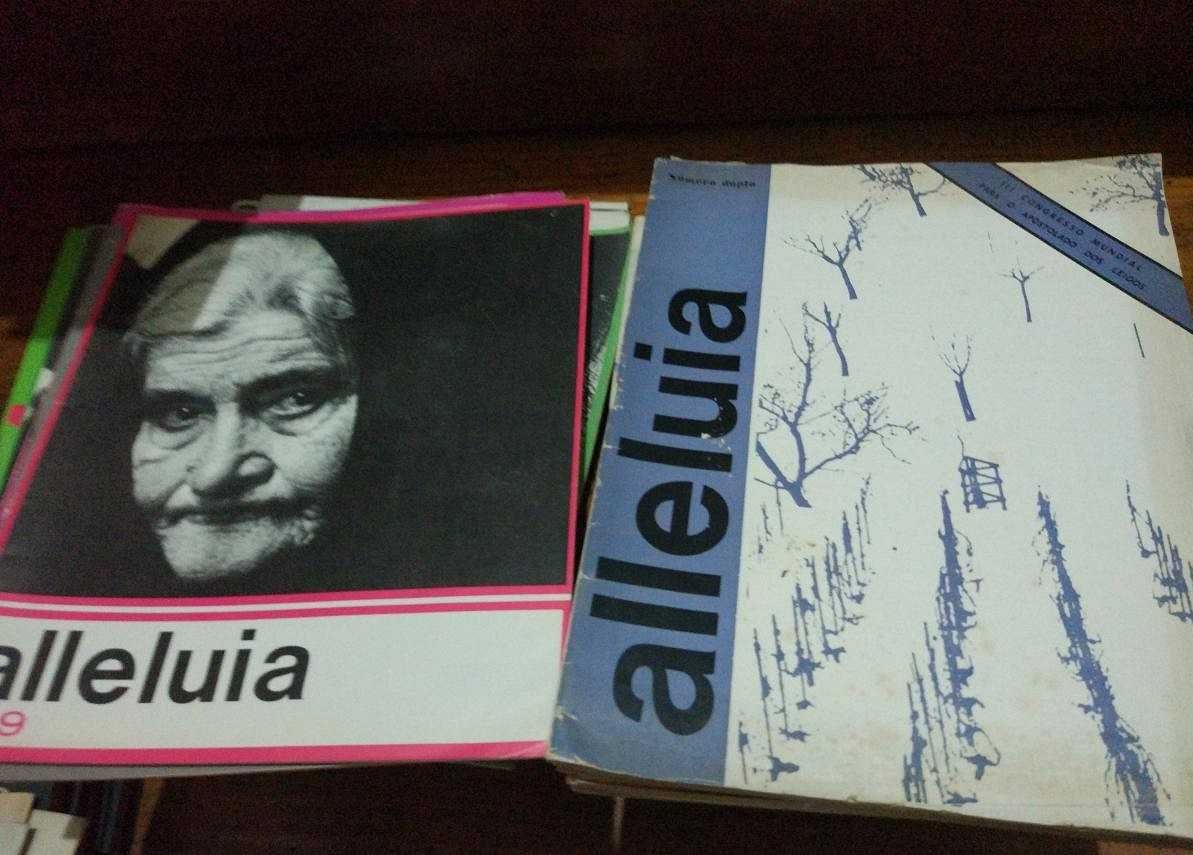 alleluia
9
Número duplo
alleluia
III CONGRESSO MUNDIAL
PARA O APOSTOLADO DOS LEIGOS